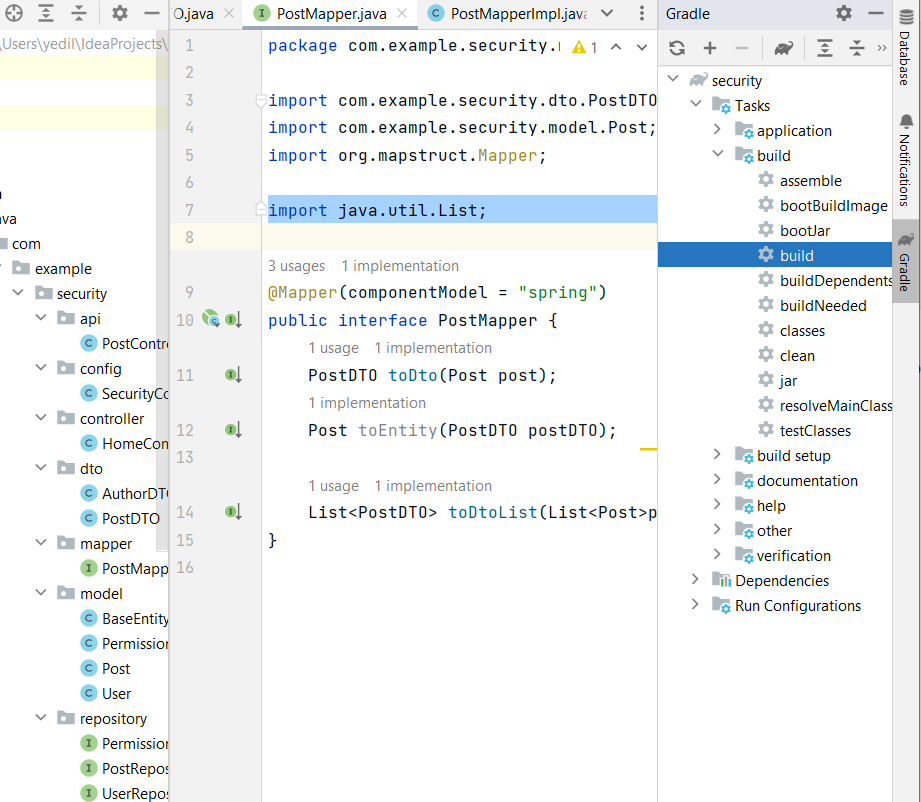 O.java
PostMapper.java
PostMapperImpl.java
Gradle
\Users\yedil\IdeaProjects\
1 package com.example.security.
1
2
3 import com.example.security.dto.PostDTO
4 import com.example.security.model.Post;
5 import org.mapstruct.Mapper;
6
7 import java.util.List;
8
3 usages 1 implementation
9 @Mapper(componentModel = "spring")
10 public interface PostMapper {
1 usage 1 implementation
11 PostDTO toDto(Post post);
1 implementation
12 Post toEntity(PostDTO postDTO);
13
1 usage 1 implementation
14 List<PostDTO> toDtoList(List<Post>p
15 }
16
va
com
example
security
api
PostContr
config
SecurityCo
controller
HomeCon
dto
AuthorDT
PostDTO
mapper
PostMapp
model
BaseEntity
Permission
Post
User
repository
Permission
PostRepos
UserRepos
security
Tasks
application
build
assemble
bootBuildImage
bootJar
build
buildDependents
buildNeeded
classes
clean
jar
resolveMainClass
testClasses
build setup
documentation
help
other
verification
Dependencies
Run Configurations
Database
Notifications
Gradle